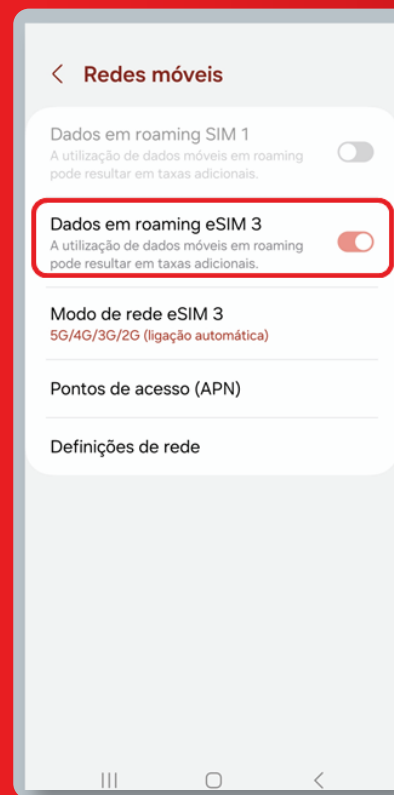 Redes móveis
Dados em roaming SIM 1
A utilização de dados móveis em roaming
pode resultar em taxas adicionais.
Dados em roaming eSIM 3
A utilização de dados móveis em roaming
pode resultar em taxas adicionais.
Modo de rede eSIM 3
5G/4G/3G/2G (ligação automática)
Pontos de acesso (APN)
Definições de rede